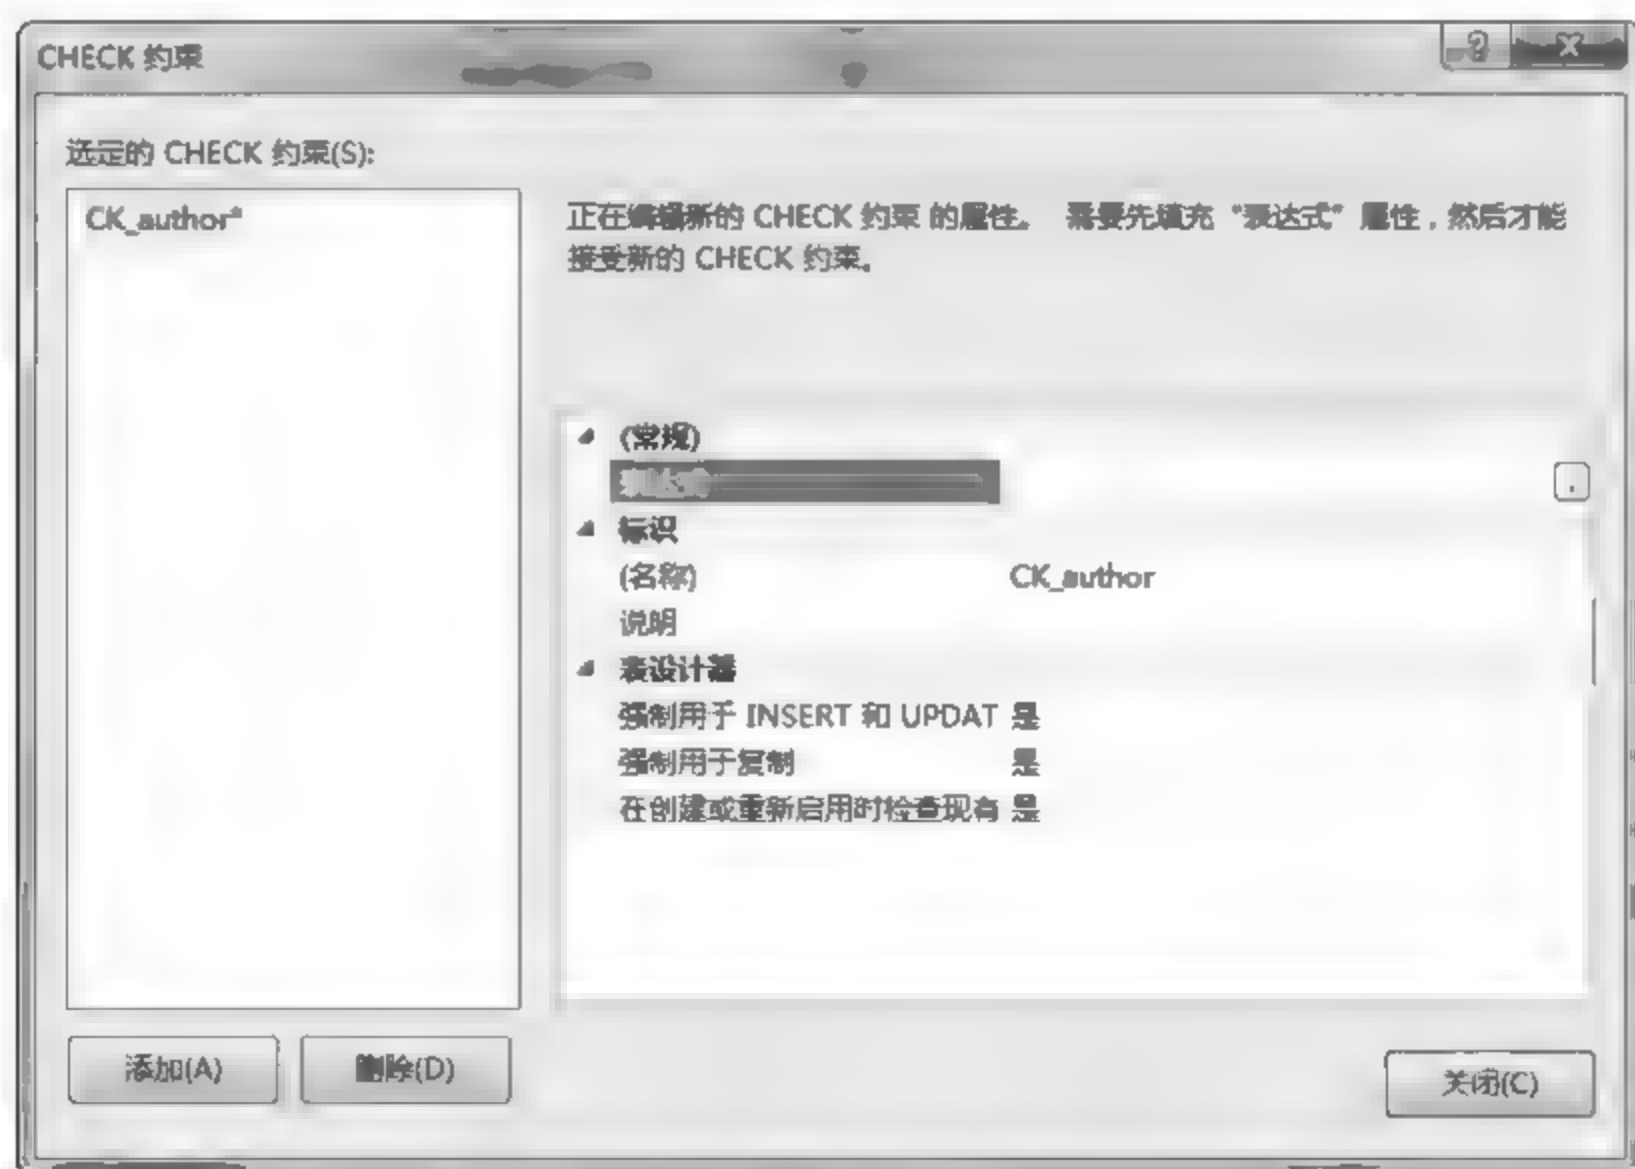 CHECK 约束
选定的 CHECK 约束(S):
CK_author*
正在编辑新的 CHECK 约束 的属性。 需要先填充 "表达式" 属性，然后才能
接受新的 CHECK 约束。
(常规)
表达式
标识
(名称) CK_author
说明
表设计器
强制用于 INSERT 和 UPDAT 是
强制用于复制 是
在创建或重新启用时检查现有 是
添加(A) 删除(D)
关闭(C)